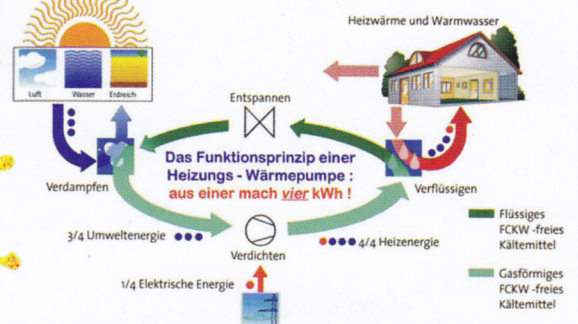 Heizwärme und Warmwasser
Luft
Wasser
Erdreich
Entspannen
Das Funktionsprinzip einer
Heizungs - Wärmepumpe :
aus einer mach vier kWh !
Verdampfen
Verflüssigen
3/4 Umweltenergie
4/4 Heizenergie
Verdichten
1/4 Elektrische Energie
Flüssiges
FCKW -freies
Kältemittel
Gasförmiges
FCKW -freies
Kältemittel